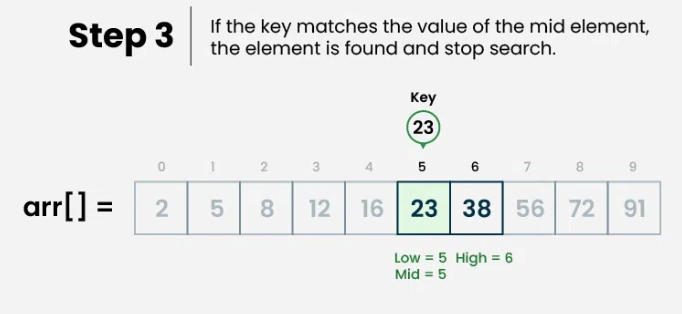 Step 3
If the key matches the value of the mid element,
the element is found and stop search.
Key
23
0 1 2 3 4 5 6 7 8 9
arr[] = 2 5 8 12 16 23 38 56 72 91
Low = 5 High = 6
Mid = 5